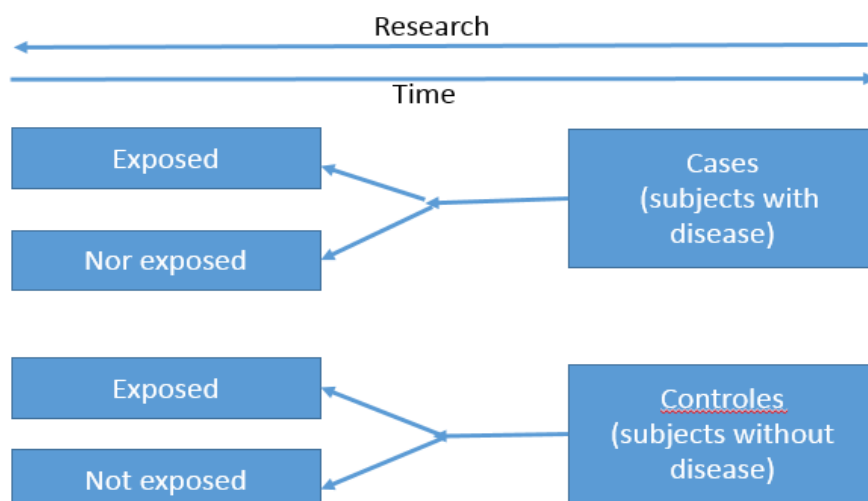 Research
Time
Exposed
Cases
(subjects with
disease)
Nor exposed
Exposed
Controles
(subjects without
disease)
Not exposed